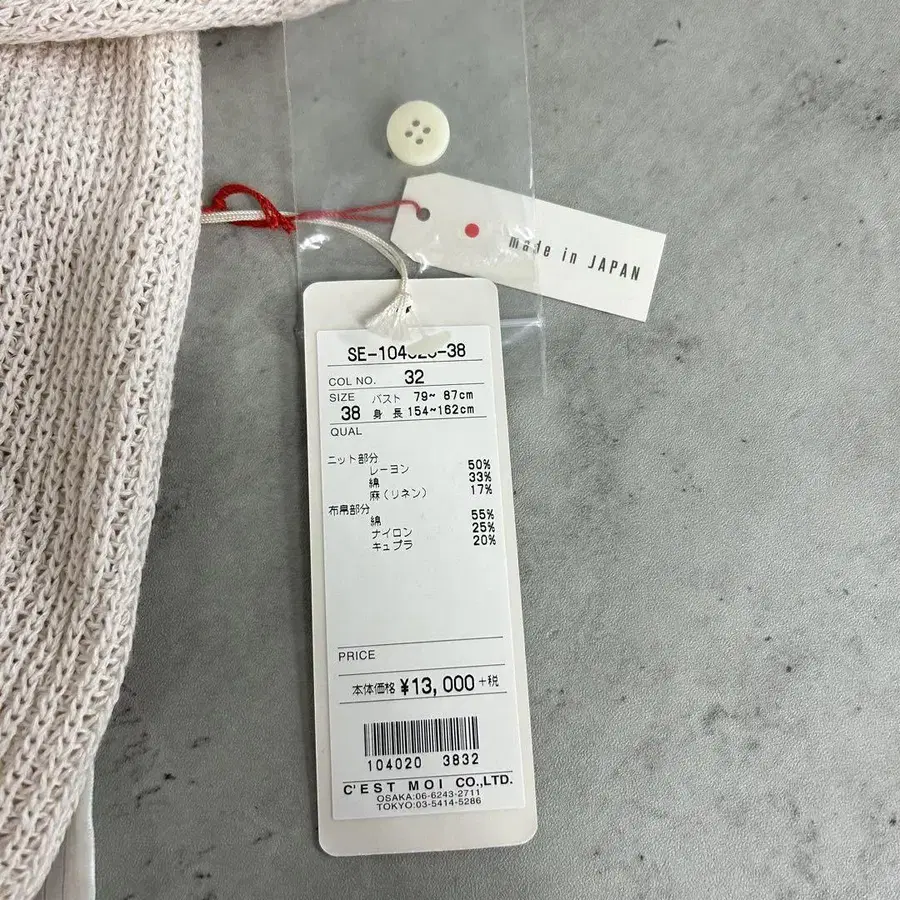 made in JAPAN
SE-104020-38
COL NO. 32
SIZE バスト 79~ 87cm
38 身 長 154~162cm
QUAL
ニット部分
レーヨン 50%
綿 33%
麻(リネン) 17%
布帛部分
綿 55%
ナイロン 25%
キュプラ 20%
PRICE
本体価格 ¥13,000 +税
104020 3832
C'EST MOI CO.,LTD.
OSAKA:06-6243-2711
TOKYO:03-5414-5286